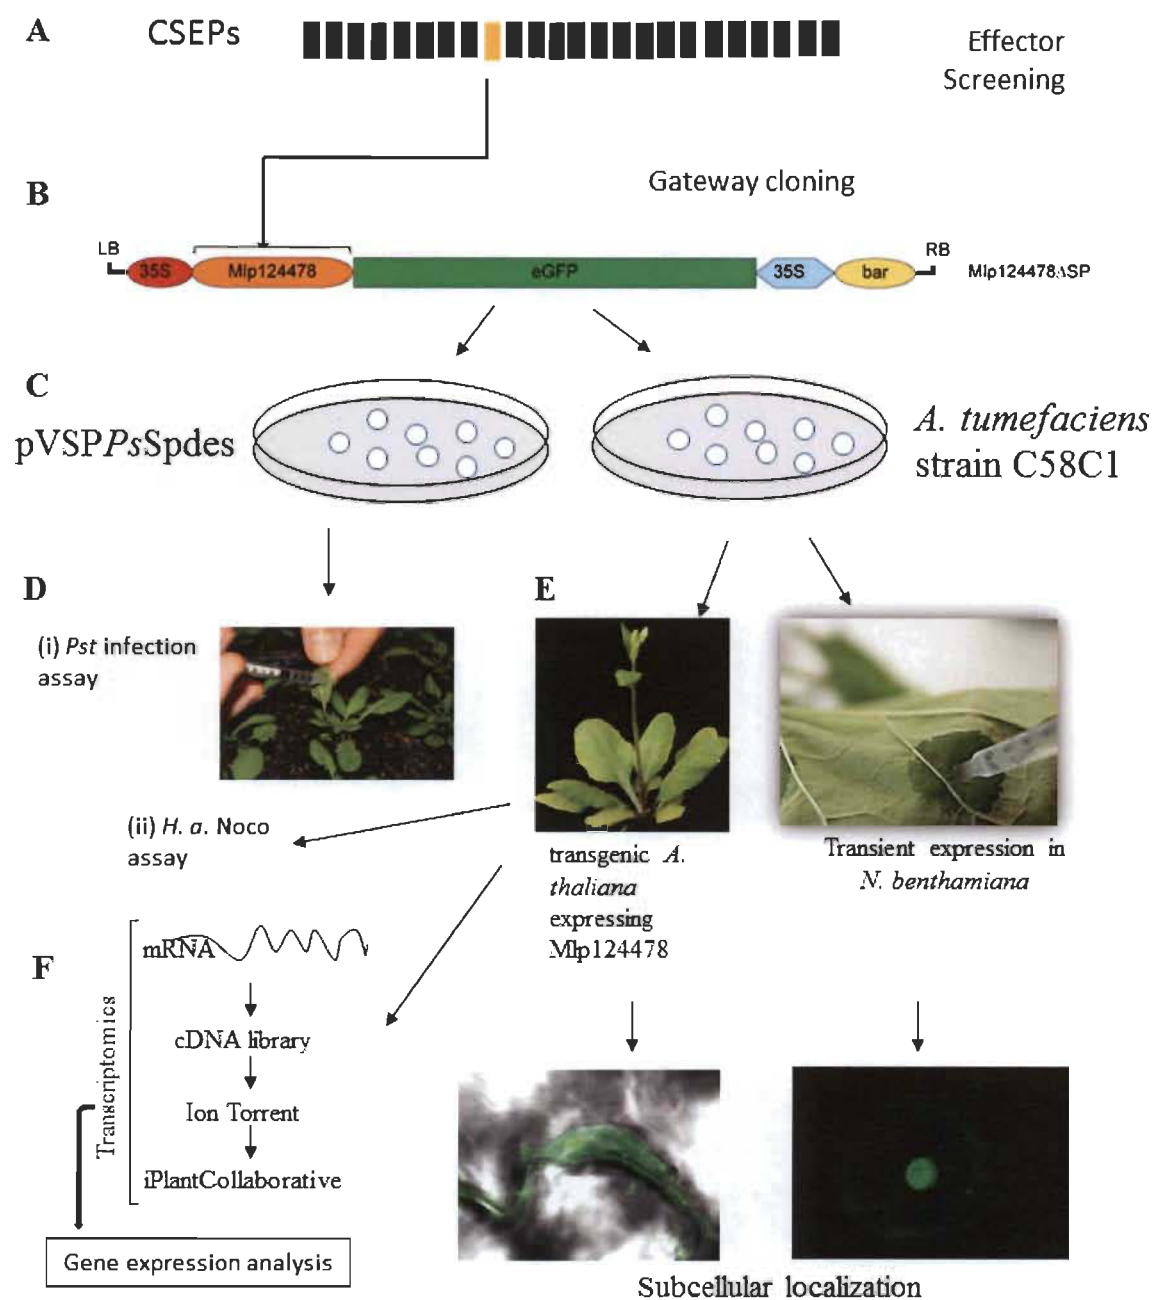 A
CSEPs
Effector
Screening
B
Gateway cloning
LB
35S
Mlp124478
eGFP
35S
bar
RB
Mlp124478ΔSP
C
pVSPPsSpdes
A. tumefaciens
strain C58C1
D
E
(i) Pst infection
assay
(ii) H. a. Noco
assay
transgenic A.
thaliana
expressing
Mlp124478
Transient expression in
N. benthamiana
F
Transcriptomics
mRNA
cDNA library
Ion Torrent
iPlantCollaborative
Gene expression analysis
Subcellular localization